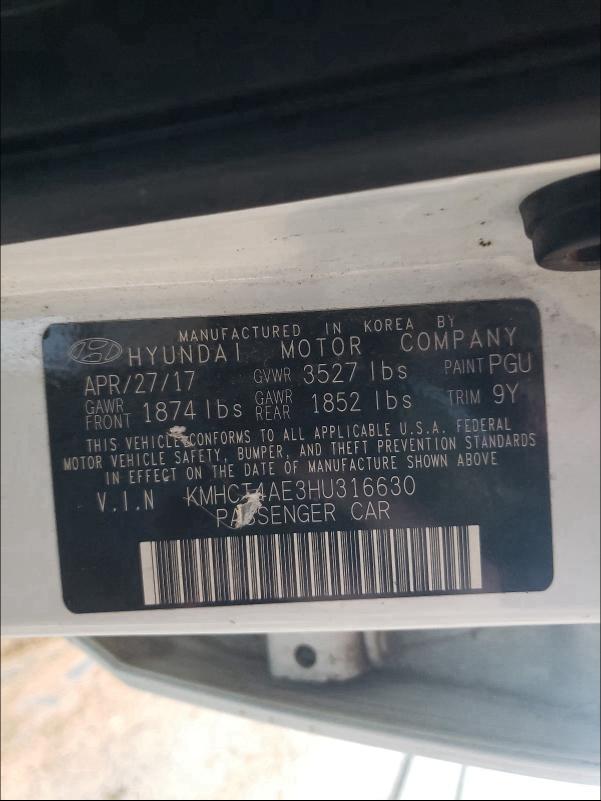 MANUFACTURED IN KOREA BY
HYUNDAI MOTOR COMPANY
APR/27/17 GVWR 3527 lbs PAINT PGU
GAWR FRONT 1874 lbs GAWR REAR 1852 lbs TRIM 9Y
THIS VEHICLE CONFORMS TO ALL APPLICABLE U.S.A. FEDERAL
MOTOR VEHICLE SAFETY, BUMPER, AND THEFT PREVENTION STANDARDS
IN EFFECT ON THE DATE OF MANUFACTURE SHOWN ABOVE
V.I.N KMHCT4AE3HU316630
PASSENGER CAR